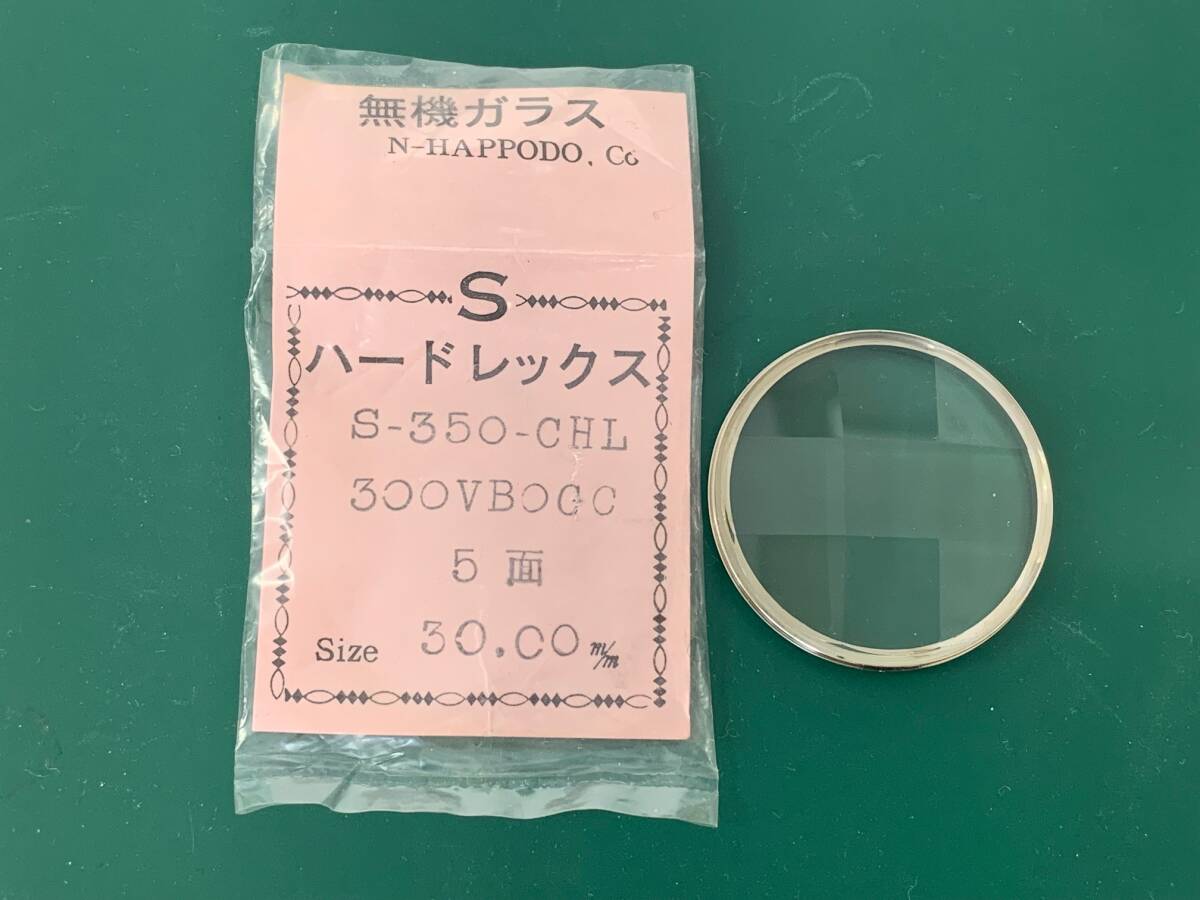 無機ガラス
N-HAPPODO. Co
S
ハードレックス
S-350-CHL
300VB0GC
5 面
Size 30.00 m/m